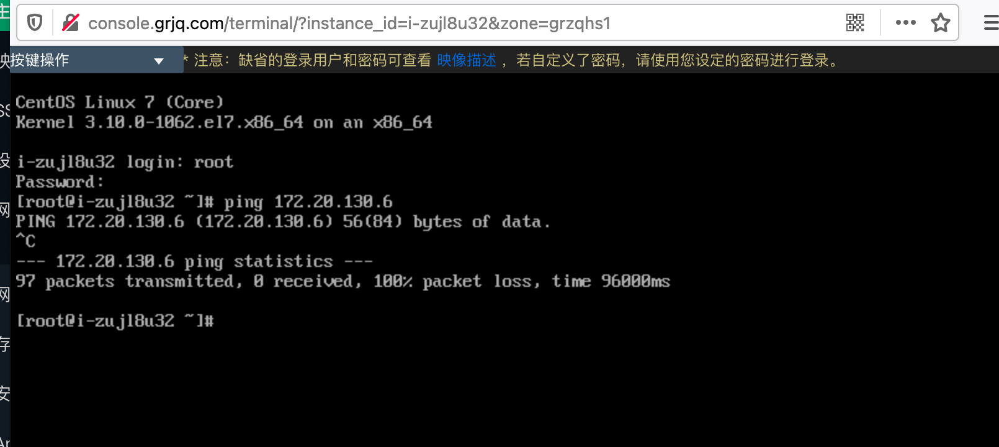 console.grjq.com/terminal/?instance_id=i-zujl8u32&zone=grzqhs1
按键操作
* 注意：缺省的登录用户和密码可查看 映像描述 ，若自定义了密码，请使用您设定的密码进行登录。
CentOS Linux 7 (Core)
Kernel 3.10.0-1062.el7.x86_64 on an x86_64
i-zujl8u32 login: root
Password:
[root@i-zujl8u32 ~]# ping 172.20.130.6
PING 172.20.130.6 (172.20.130.6) 56(84) bytes of data.
^C
--- 172.20.130.6 ping statistics ---
97 packets transmitted, 0 received, 100% packet loss, time 96000ms
[root@i-zujl8u32 ~]#